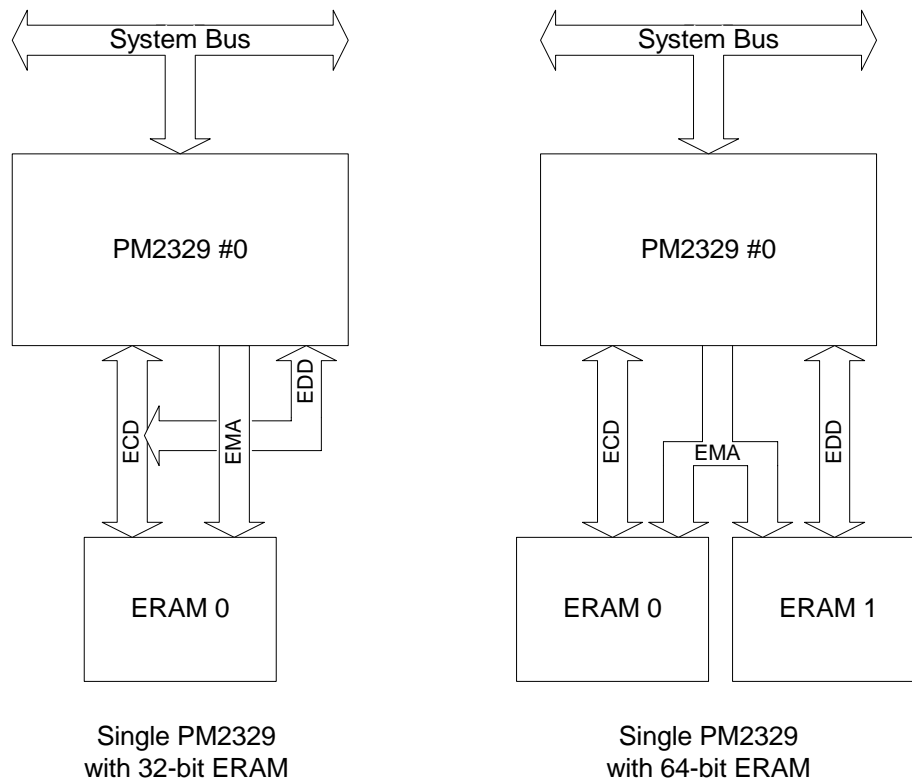 System Bus
PM2329 #0
ECD
EMA
EDD
ERAM 0
Single PM2329
with 32-bit ERAM
System Bus
PM2329 #0
ECD
EMA
EDD
ERAM 0
ERAM 1
Single PM2329
with 64-bit ERAM